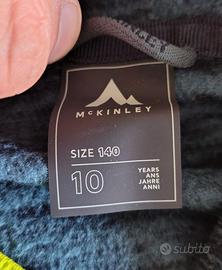 McKINLEY
SIZE 140
10
YEARS
ANS
JAHRE
ANNI
subito